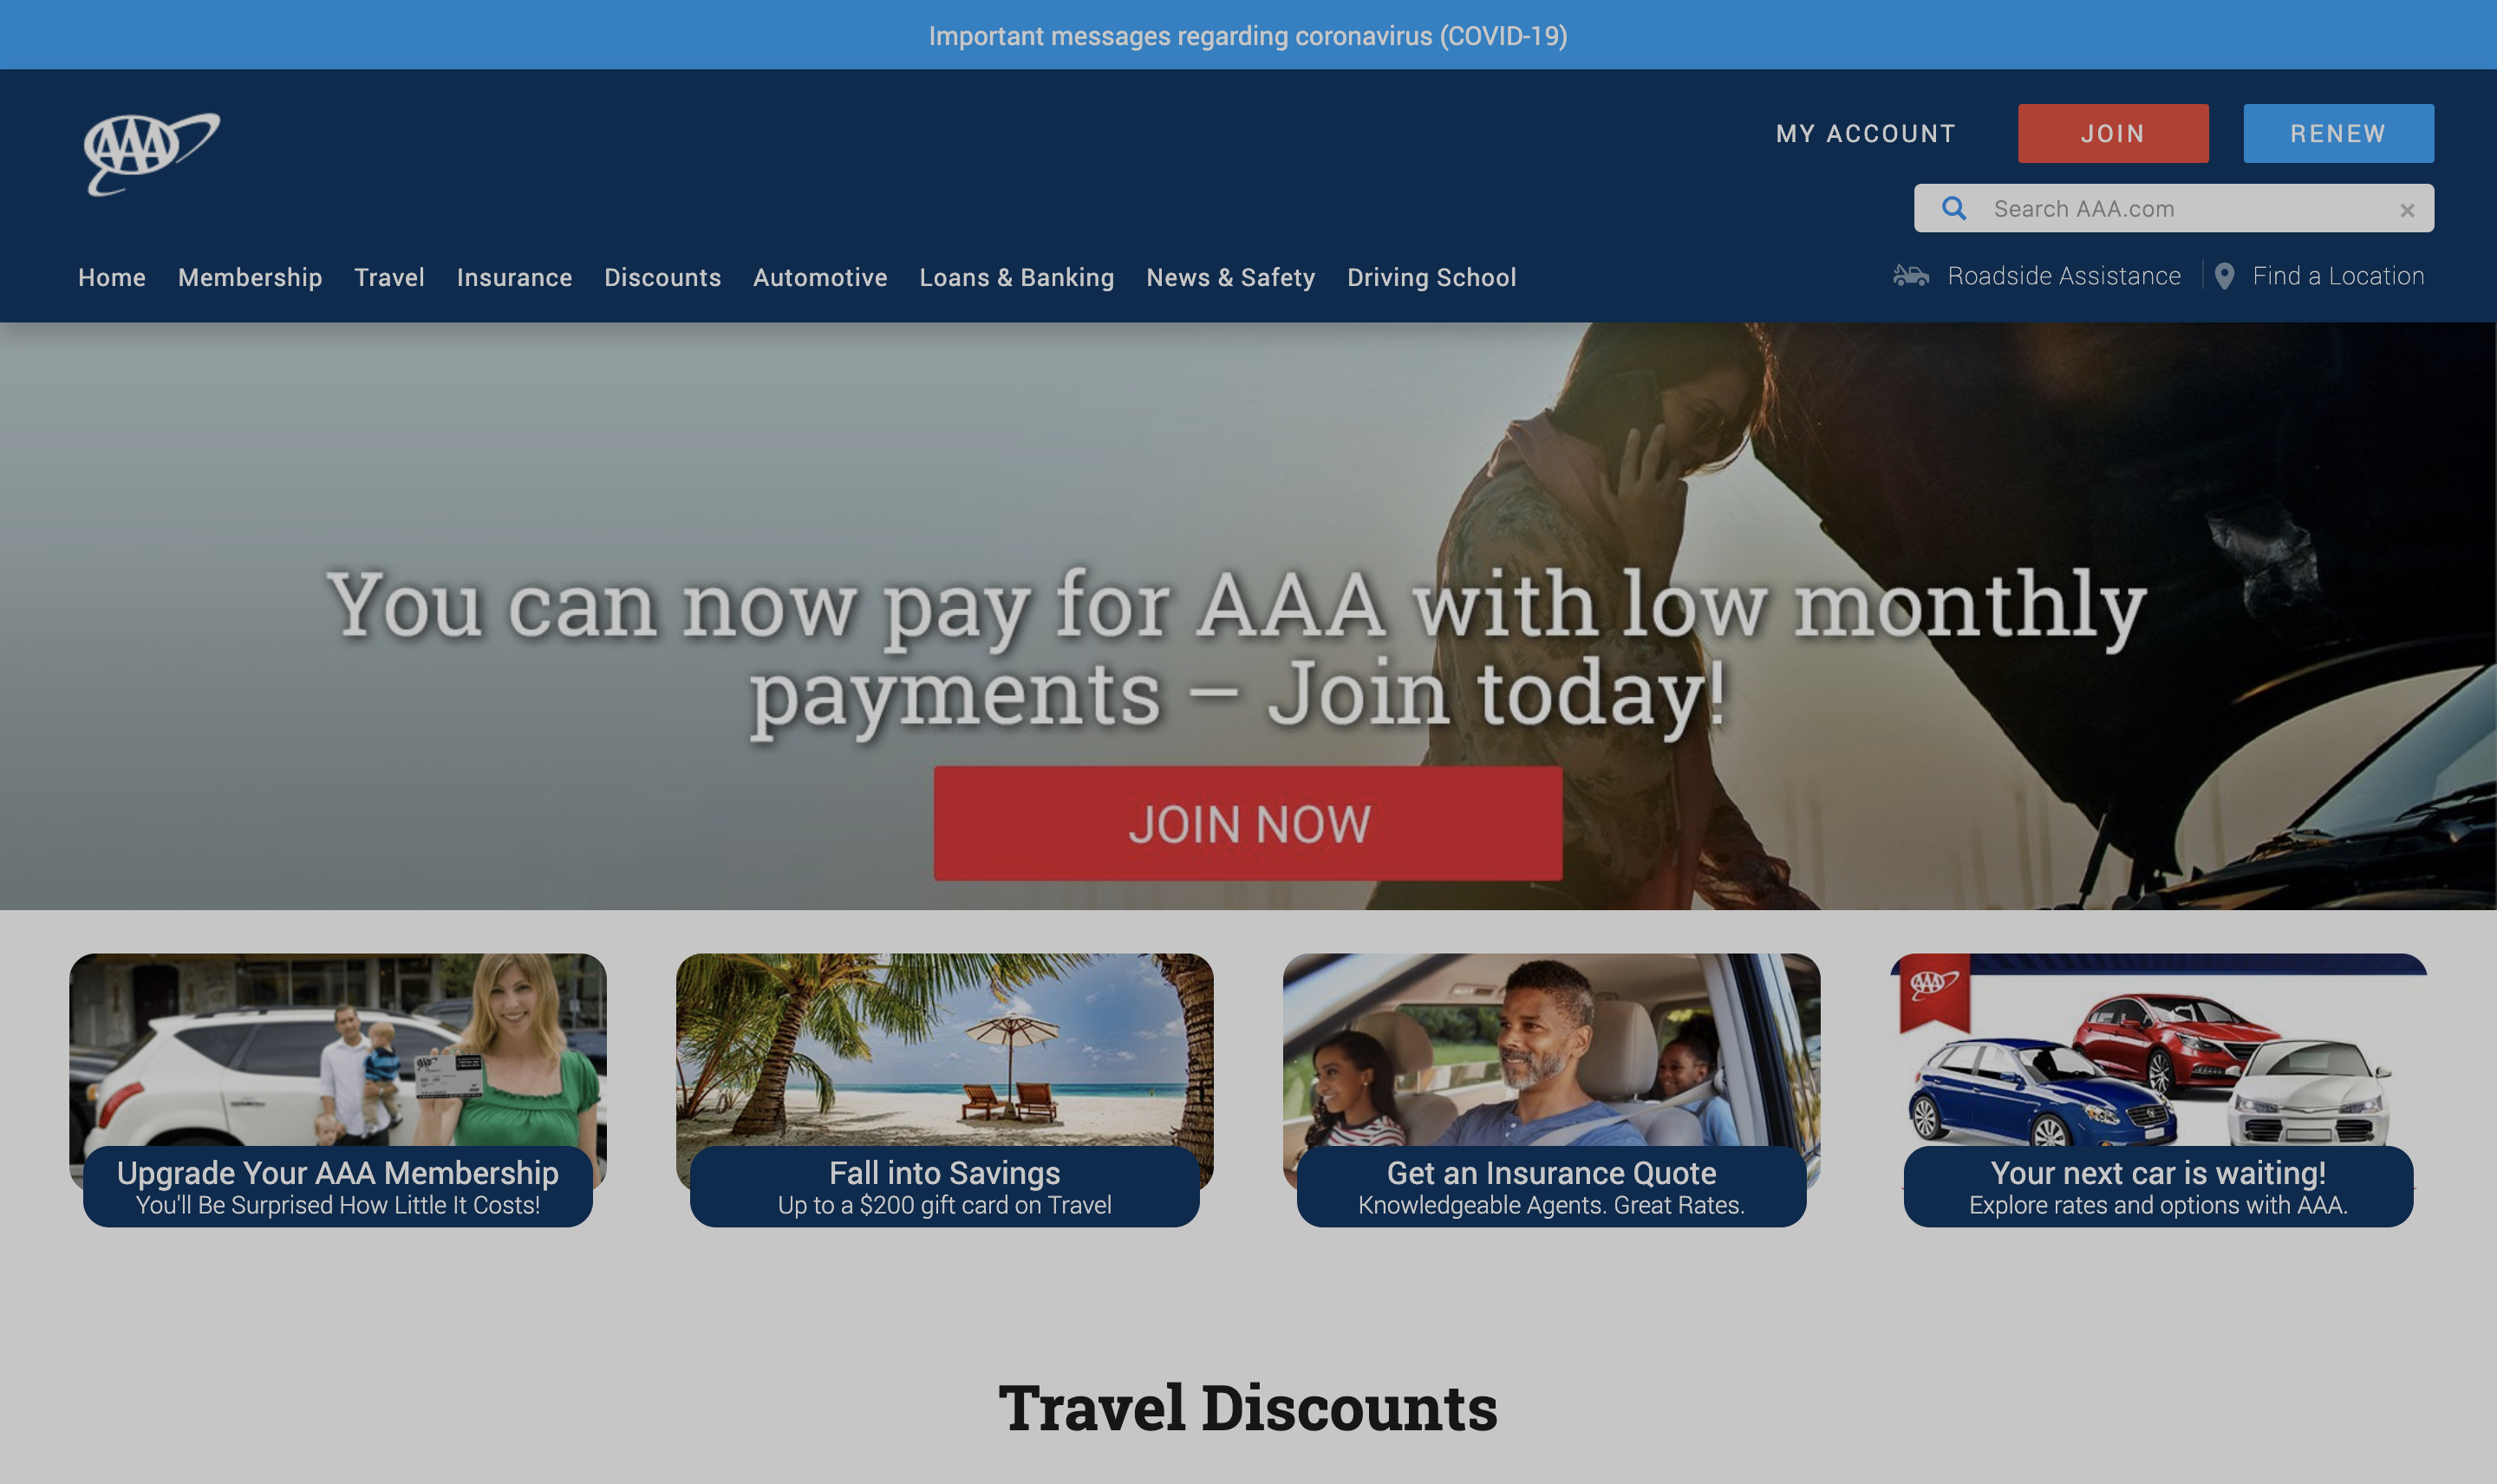 Important messages regarding coronavirus (COVID-19)
AAA
MY ACCOUNT
JOIN
RENEW
Search AAA.com
Home Membership Travel Insurance Discounts Automotive Loans & Banking News & Safety Driving School
Roadside Assistance
Find a Location
You can now pay for AAA with low monthly
payments – Join today!
JOIN NOW
Upgrade Your AAA Membership
You'll Be Surprised How Little It Costs!
Fall into Savings
Up to a $200 gift card on Travel
Get an Insurance Quote
Knowledgeable Agents. Great Rates.
AAA
Your next car is waiting!
Explore rates and options with AAA.
Travel Discounts